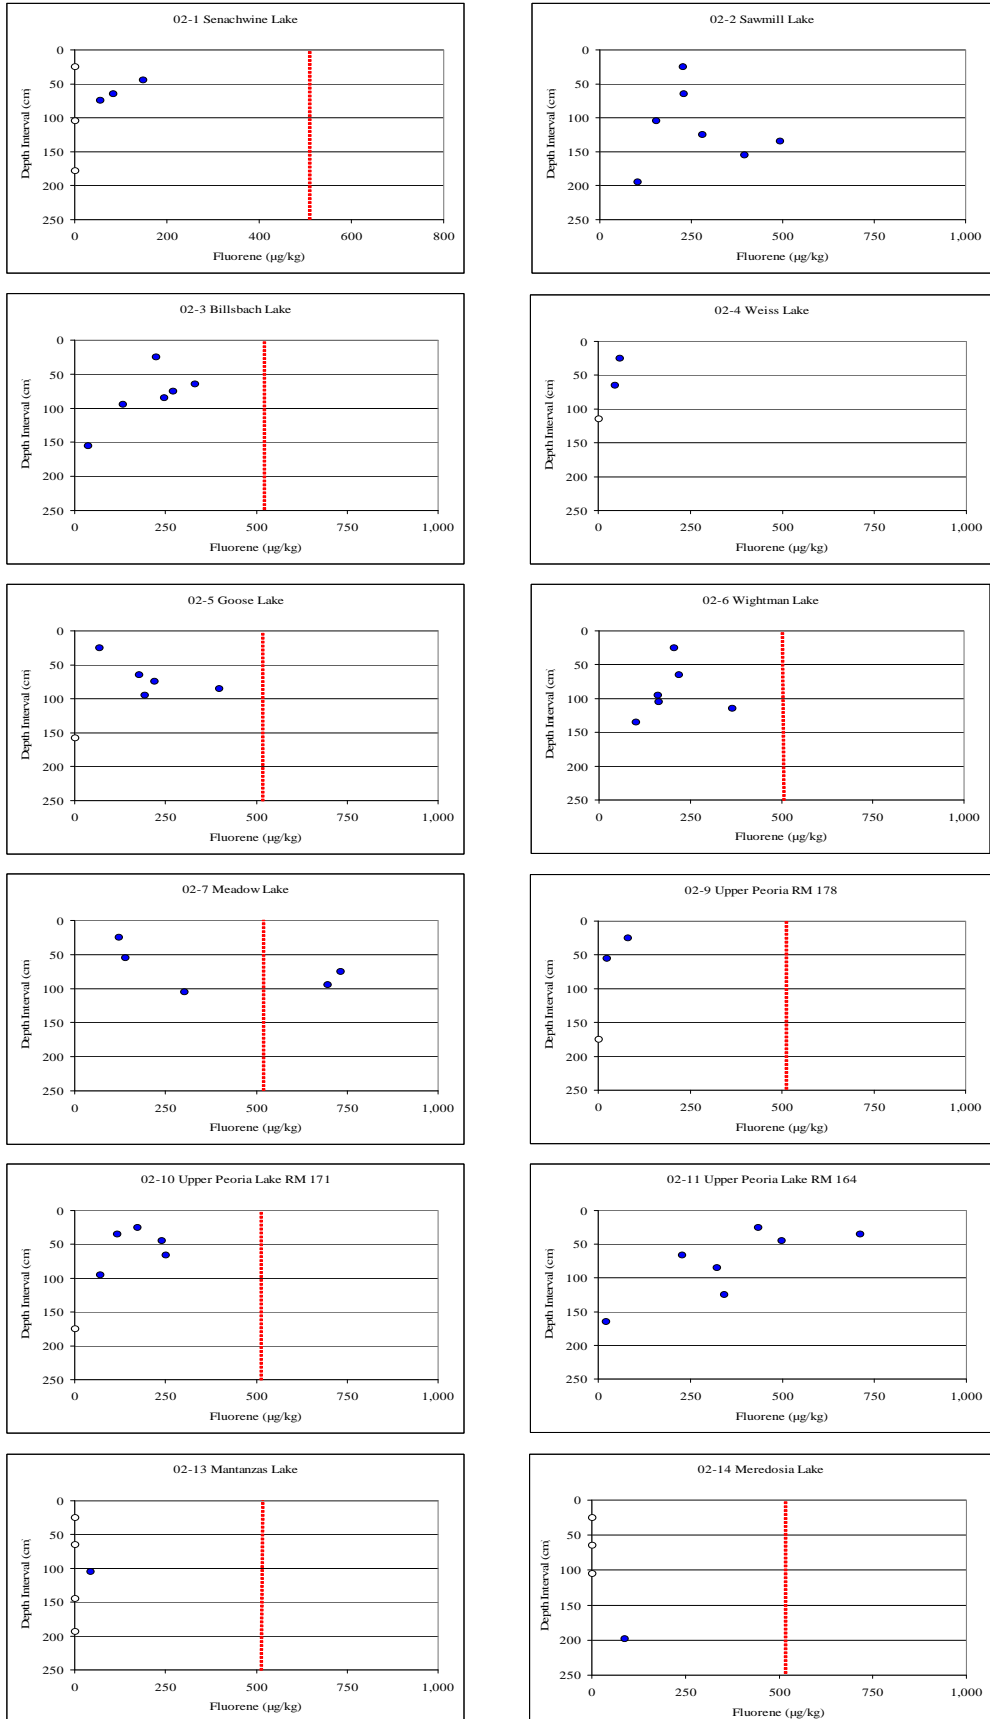 02-1 Senachwine Lake
0
50
100
150
200
250
Depth Interval (cm)
0 200 400 600 800
Fluorene (µg/kg)
02-2 Sawmill Lake
0
50
100
150
200
250
Depth Interval (cm)
0 250 500 750 1,000
Fluorene (µg/kg)
02-3 Billsbach Lake
0
50
100
150
200
250
Depth Interval (cm)
0 250 500 750 1,000
Fluorene (µg/kg)
02-4 Weiss Lake
0
50
100
150
200
250
Depth Interval (cm)
0 250 500 750 1,000
Fluorene (µg/kg)
02-5 Goose Lake
0
50
100
150
200
250
Depth Interval (cm)
0 250 500 750 1,000
Fluorene (µg/kg)
02-6 Wightman Lake
0
50
100
150
200
250
Depth Interval (cm)
0 250 500 750 1,000
Fluorene (µg/kg)
02-7 Meadow Lake
0
50
100
150
200
250
Depth Interval (cm
0 250 500 750 1,000
Fluorene (µg/kg)
02-9 Upper Peoria RM 178
0
50
100
150
200
250
Depth Interval (cm)
0 250 500 750 1,000
Fluorene (µg/kg)
02-10 Upper Peoria Lake RM 171
0
50
100
150
200
250
Depth Interval (cm)
0 250 500 750 1,000
Fluorene (µg/kg)
02-11 Upper Peoria Lake RM 164
0
50
100
150
200
250
Depth Interval (cm)
0 250 500 750 1,000
Fluorene (µg/kg)
02-13 Mantanzas Lake
0
50
100
150
200
250
Depth Interval (cm)
0 250 500 750 1,000
Fluorene (µg/kg)
02-14 Meredosia Lake
0
50
100
150
200
250
Depth Interval (cm)
0 250 500 750 1,000
Fluorene (µg/kg)